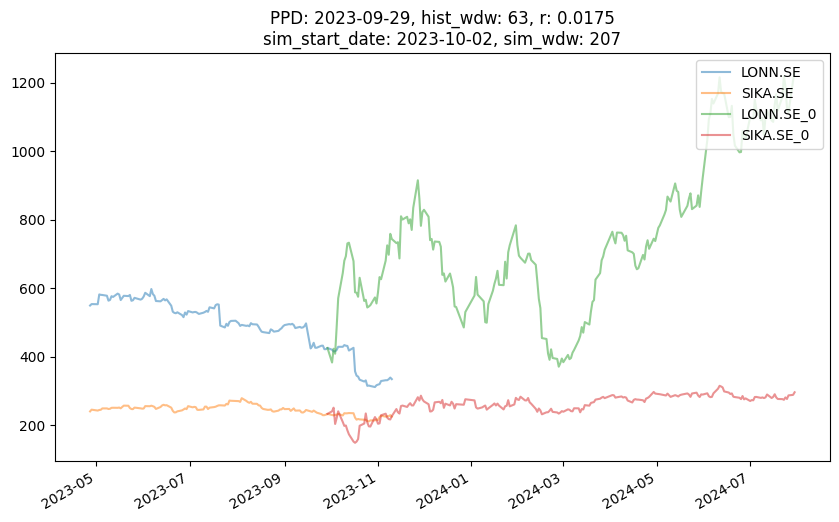 PPD: 2023-09-29, hist_wdw: 63, r: 0.0175
sim_start_date: 2023-10-02, sim_wdw: 207
LONN.SE
SIKA.SE
LONN.SE_0
SIKA.SE_0
1200
1000
800
600
400
200
2023-05
2023-07
2023-09
2023-11
2024-01
2024-03
2024-05
2024-07